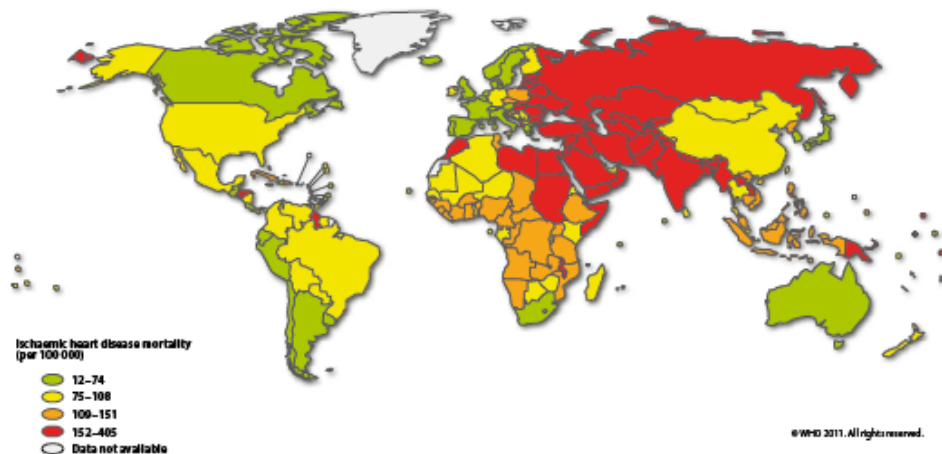 Ischaemic heart disease mortality
(per 100 000)
12–74
75–108
109–151
152–405
Data not available
© WHO 2011. All rights reserved.